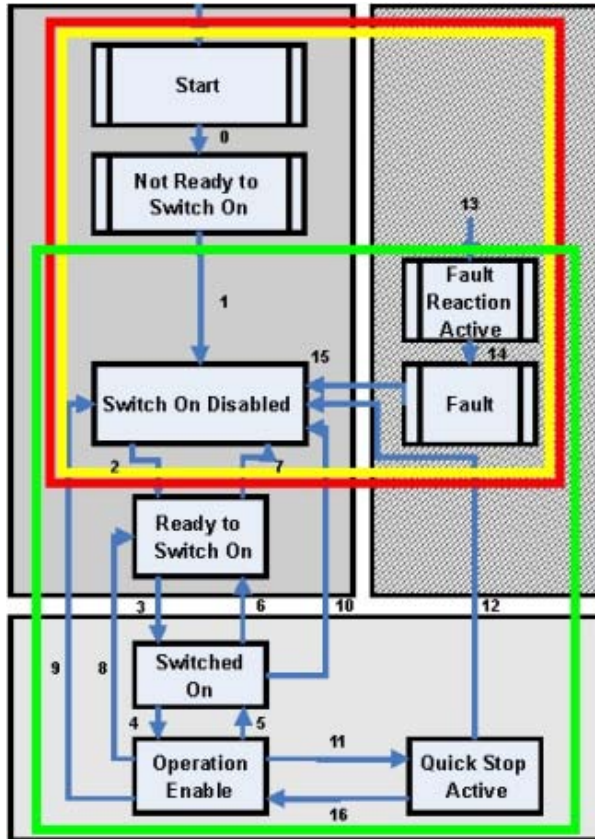 Start
0
Not Ready to
Switch On
13
1
Fault
Reaction
Active
14
15
Switch On Disabled
Fault
2
7
Ready to
Switch On
3
6
10
12
9
8
Switched
On
4
5
11
Operation
Enable
Quick Stop
Active
16